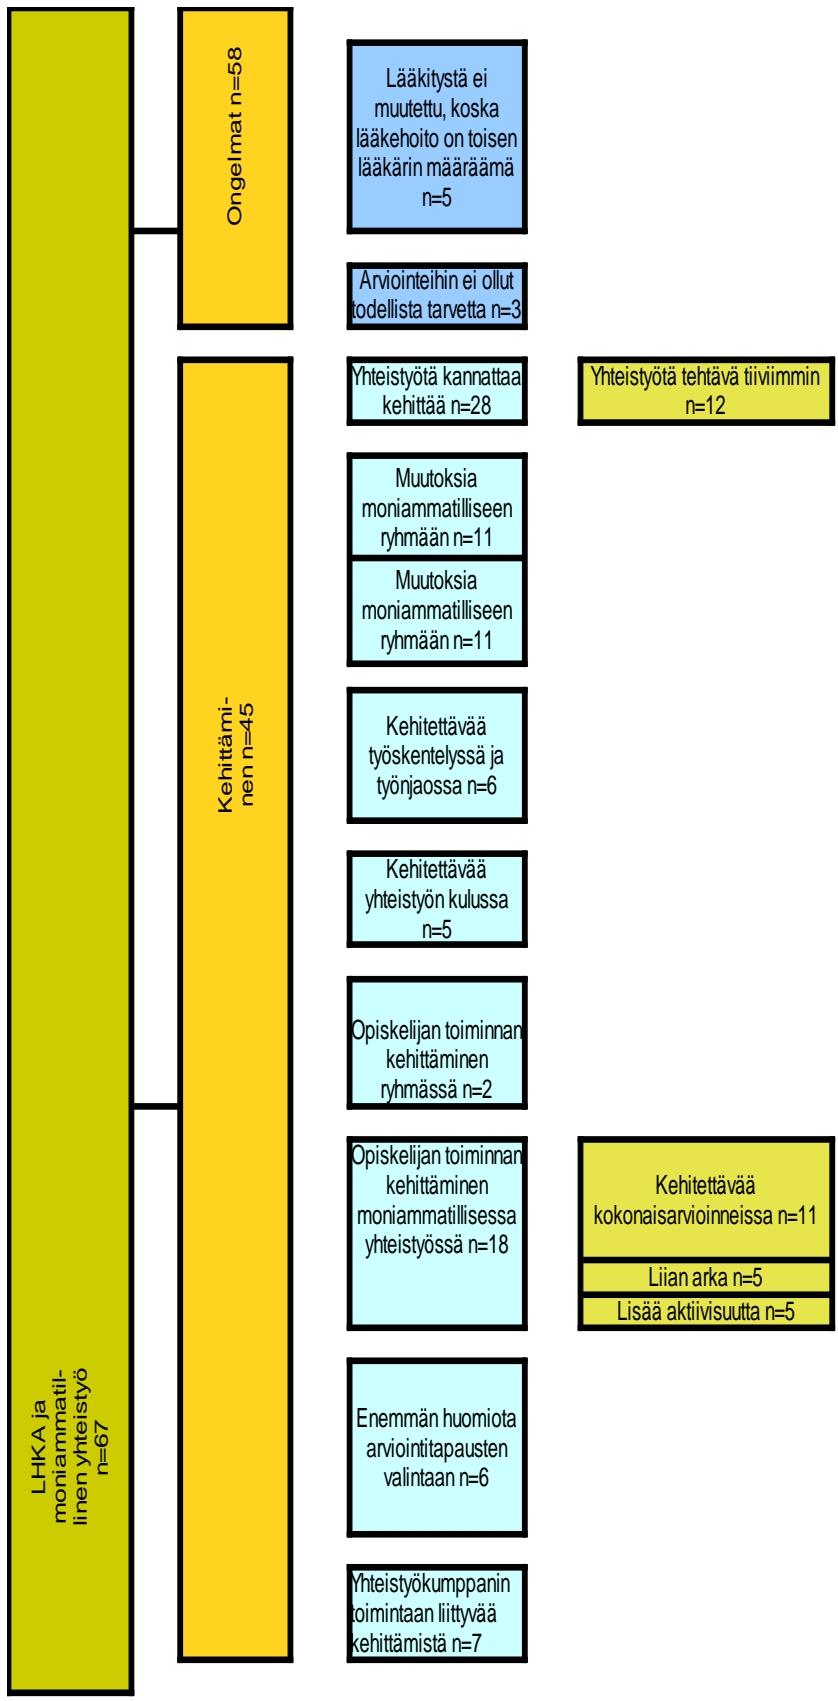 LHKA ja
moniammatil-
linen yhteistyö
n=67
Ongelmat n=58
Lääkitystä ei
muutettu, koska
lääkehoito on toisen
lääkärin määräämä
n=5
Arviointeihin ei ollut
todellista tarvetta n=3
Kehittämi-
nen n=45
Yhteistyötä kannattaa
kehittää n=28
Yhteistyötä tehtävä tiiviimmin
n=12
Muutoksia
moniammatilliseen
ryhmään n=11
Muutoksia
moniammatilliseen
ryhmään n=11
Kehitettävää
työskentelyssä ja
työnjaossa n=6
Kehitettävää
yhteistyön kulussa
n=5
Opiskelijan toiminnan
kehittäminen
ryhmässä n=2
Opiskelijan toiminnan
kehittäminen
moniammatillisessa
yhteistyössä n=18
Kehitettävää
kokonaisarvioinneissa n=11
Liian arka n=5
Lisää aktiivisuutta n=5
Enemmän huomiota
arviointitapausten
valintaan n=6
Yhteistyökumppanin
toimintaan liittyvää
kehittämistä n=7